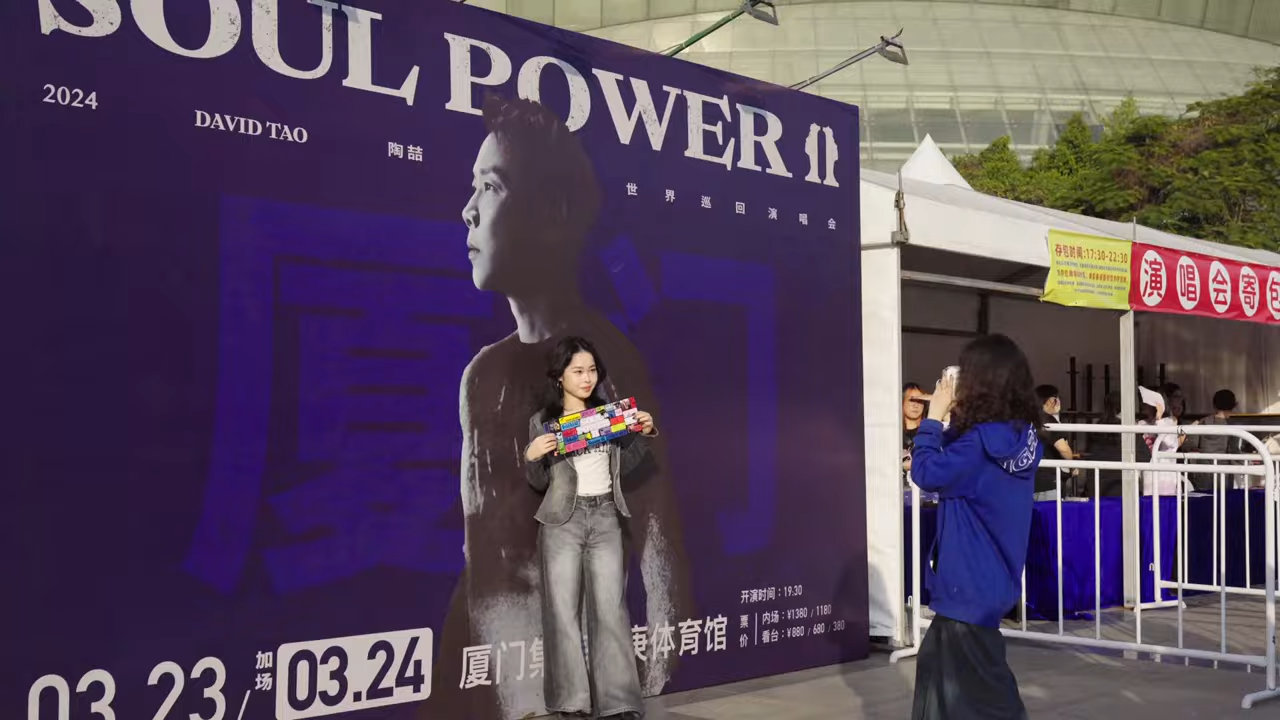 SOUL POWER II
2024
DAVID TAO
陶喆
世界巡回演唱会
厦门
开演时间：19.30
票价
内场：¥1380 / 1180
看台：¥880 / 680 / 380
03.23 / 加场 03.24
厦门集 庚体育馆
存包时间:17:30-22:30
演唱会寄包